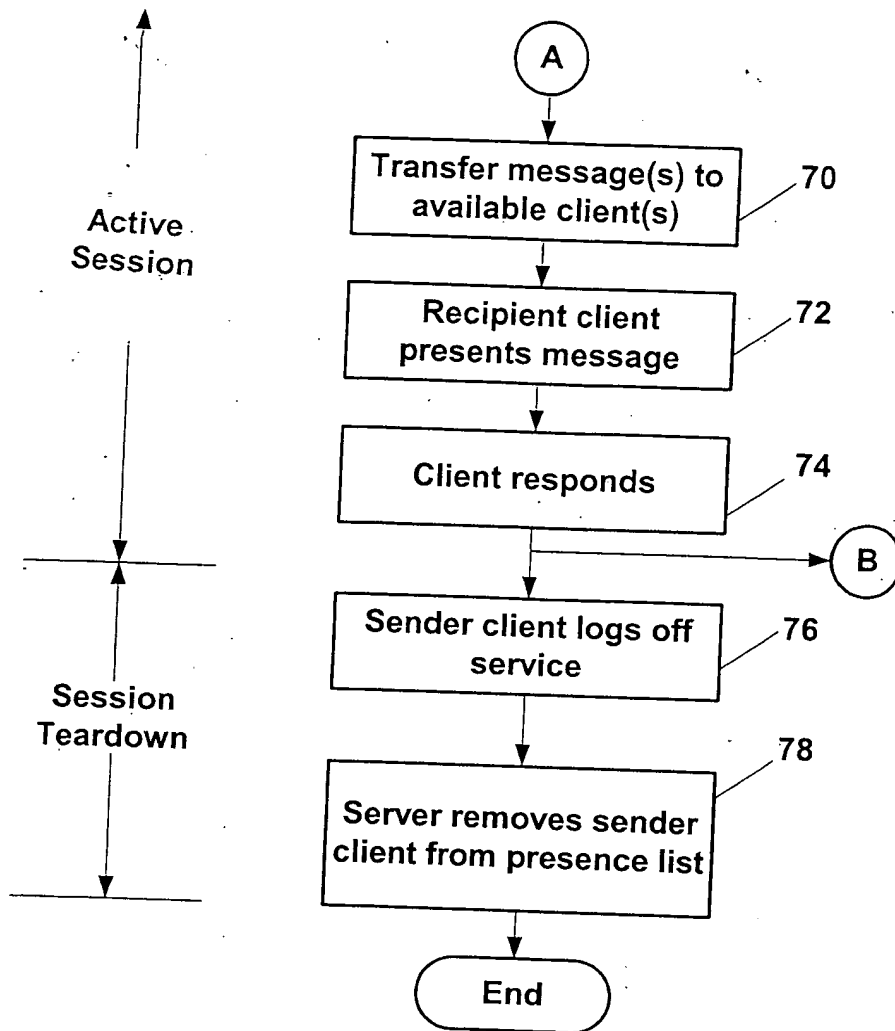 A
Transfer message(s) to
available client(s)
70
Active
Session
Recipient client
presents message
72
Client responds
74
B
Sender client logs off
service
76
Session
Teardown
78
Server removes sender
client from presence list
End